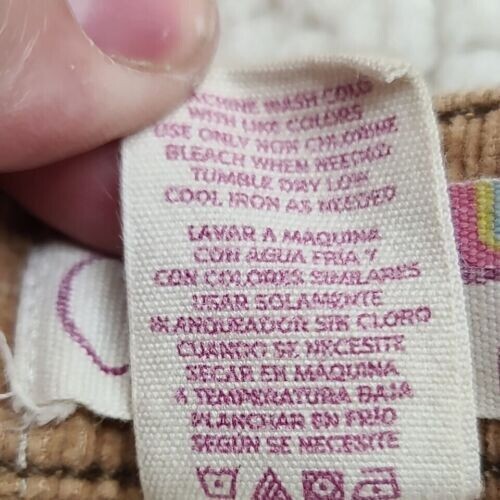 MACHINE WASH COLD
WITH LIKE COLORS
USE ONLY NON CHLORINE
BLEACH WHEN NEEDED
TUMBLE DRY LOW
COOL IRON AS NEEDED
LAVAR A MAQUINA
CON AGUA FRIA Y
CON COLORES SIMILARES
USAR SOLAMENTE
BLANQUEADOR SIN CLORO
CUANDO SE NECESITE
SECAR EN MAQUINA
A TEMPERATURA BAJA
PLANCHAR EN FRIO
SEGÚN SE NECESITE